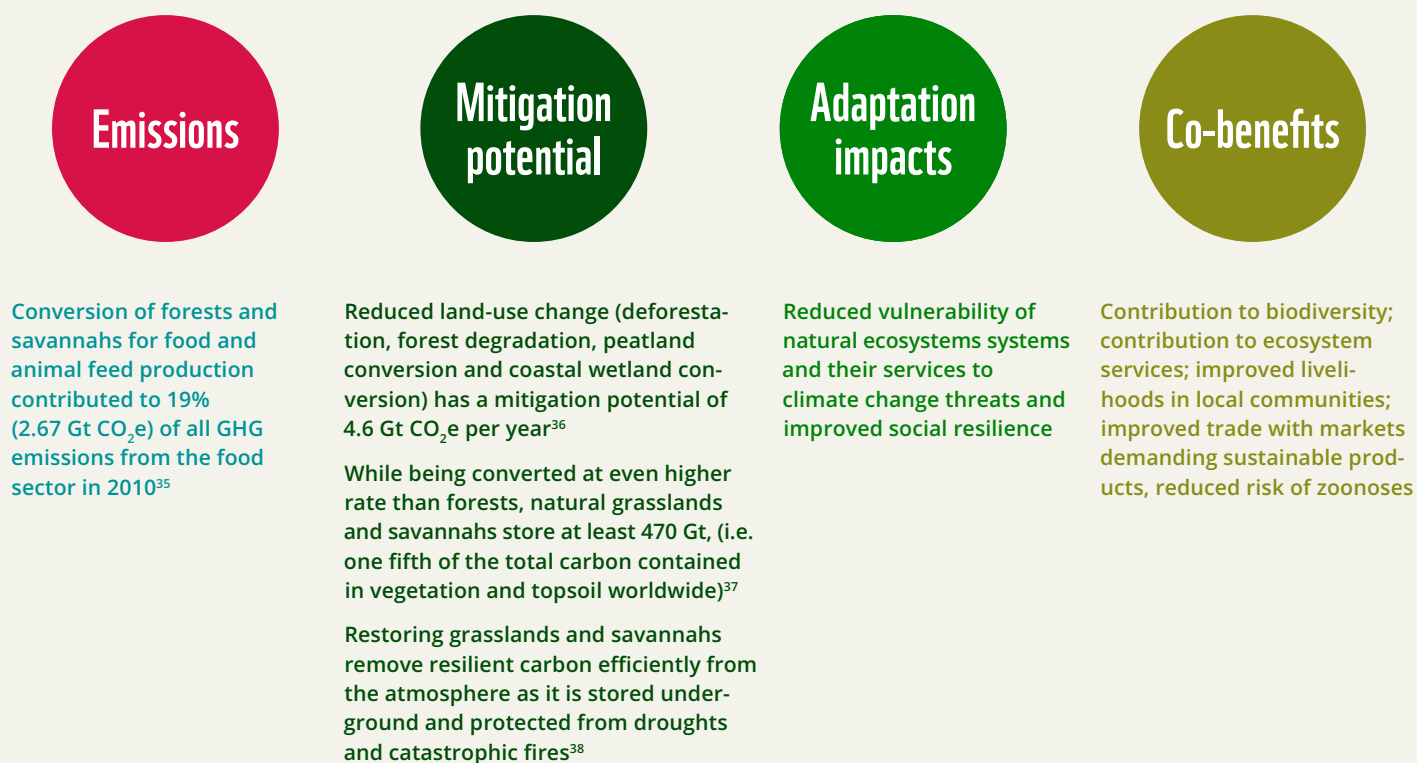 Emissions
Mitigation
potential
Adaptation
impacts
Co-benefits
Conversion of forests and
savannahs for food and
animal feed production
contributed to 19%
(2.67 Gt CO₂e) of all GHG
emissions from the food
sector in 2010³⁵
Reduced land-use change (deforesta-
tion, forest degradation, peatland
conversion and coastal wetland con-
version) has a mitigation potential of
4.6 Gt CO₂e per year³⁶
While being converted at even higher
rate than forests, natural grasslands
and savannahs store at least 470 Gt, (i.e.
one fifth of the total carbon contained
in vegetation and topsoil worldwide)³⁷
Restoring grasslands and savannahs
remove resilient carbon efficiently from
the atmosphere as it is stored under-
ground and protected from droughts
and catastrophic fires³⁸
Reduced vulnerability of
natural ecosystems systems
and their services to
climate change threats and
improved social resilience
Contribution to biodiversity;
contribution to ecosystem
services; improved liveli-
hoods in local communities;
improved trade with markets
demanding sustainable prod-
ucts, reduced risk of zoonoses